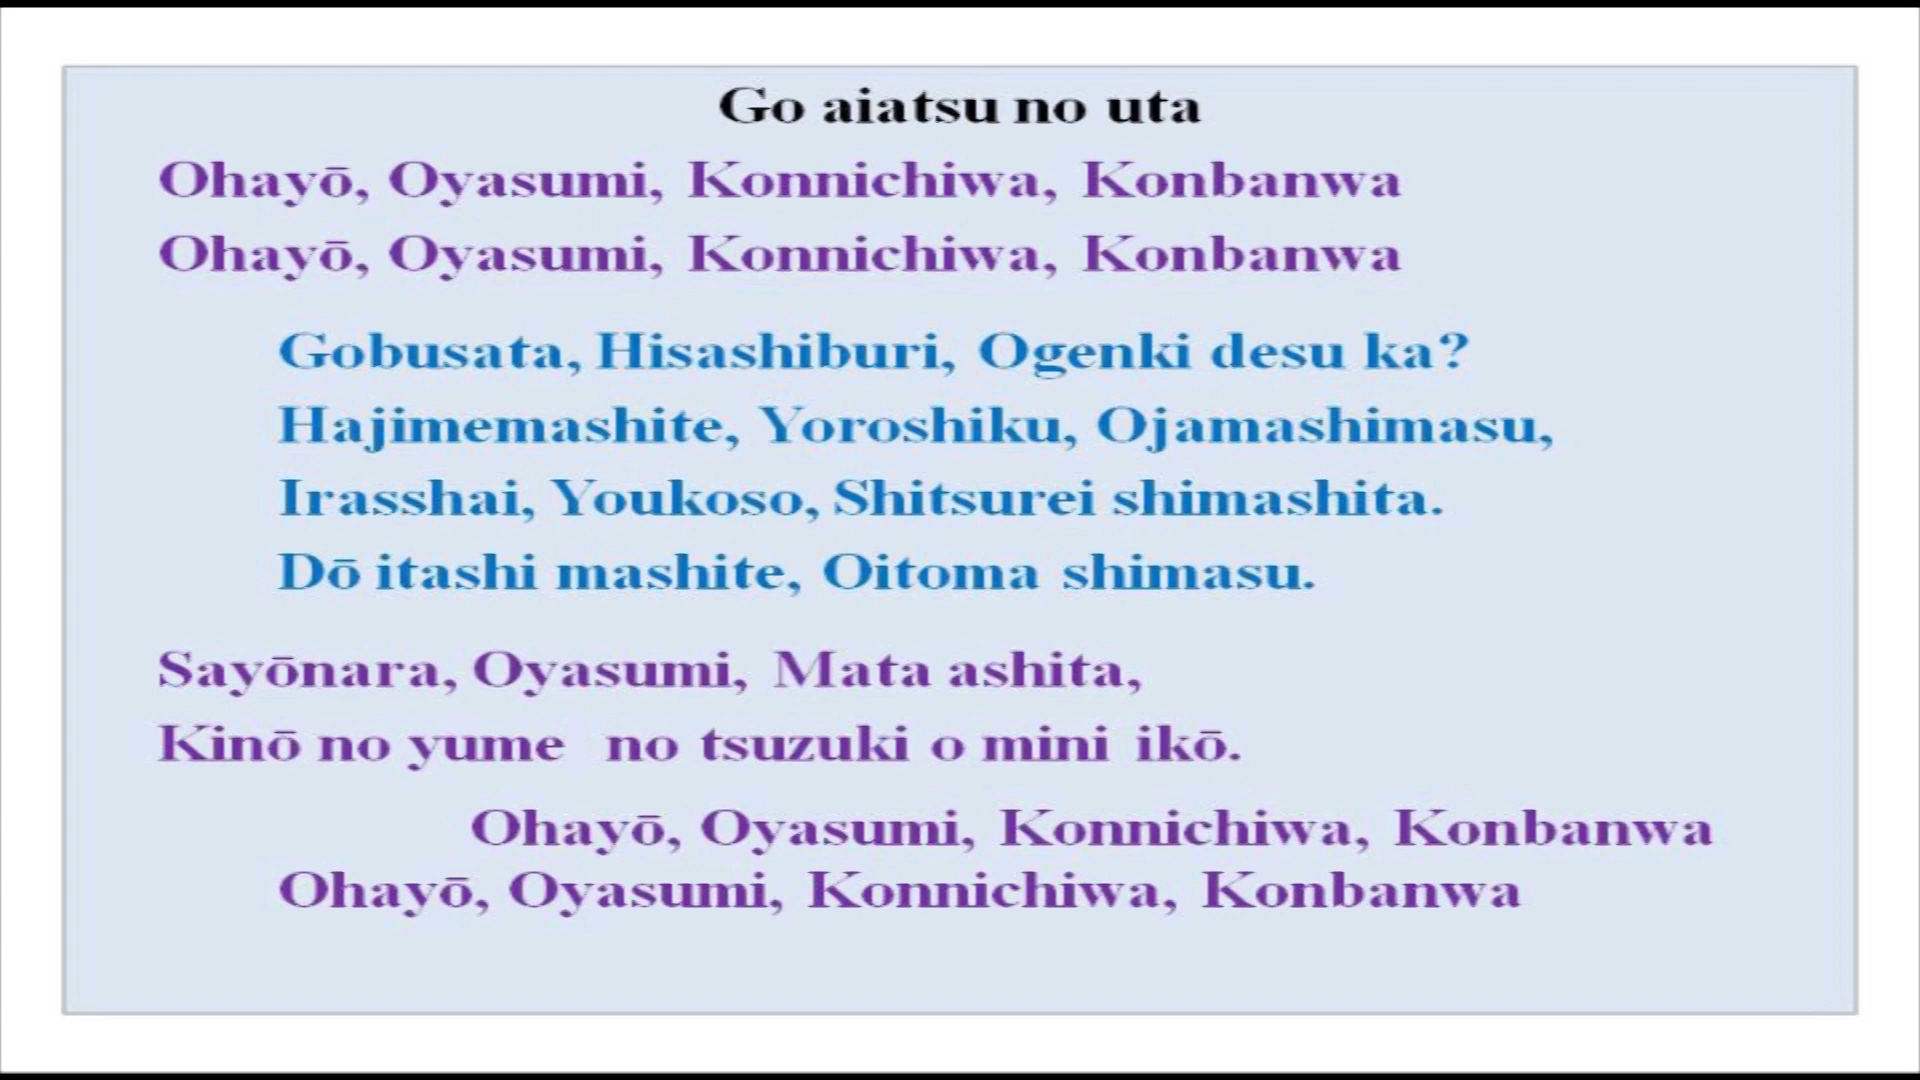 Go aiatsu no uta
Ohayō, Oyasumi, Konnichiwa, Konbanwa
Ohayō, Oyasumi, Konnichiwa, Konbanwa
Gobusata, Hisashiburi, Ogenki desu ka?
Hajimemashite, Yoroshiku, Ojamashimasu,
Irasshai, Youkoso, Shitsurei shimashita.
Dō itashi mashite, Oitoma shimasu.
Sayōnara, Oyasumi, Mata ashita,
Kinō no yume no tsuzuki o mini ikō.
Ohayō, Oyasumi, Konnichiwa, Konbanwa
Ohayō, Oyasumi, Konnichiwa, Konbanwa